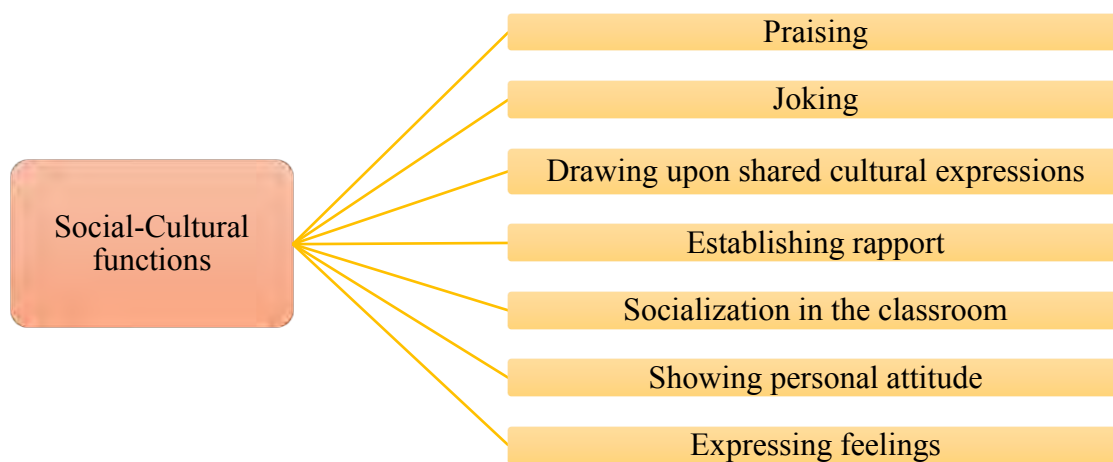 Social-Cultural
functions
Praising
Joking
Drawing upon shared cultural expressions
Establishing rapport
Socialization in the classroom
Showing personal attitude
Expressing feelings